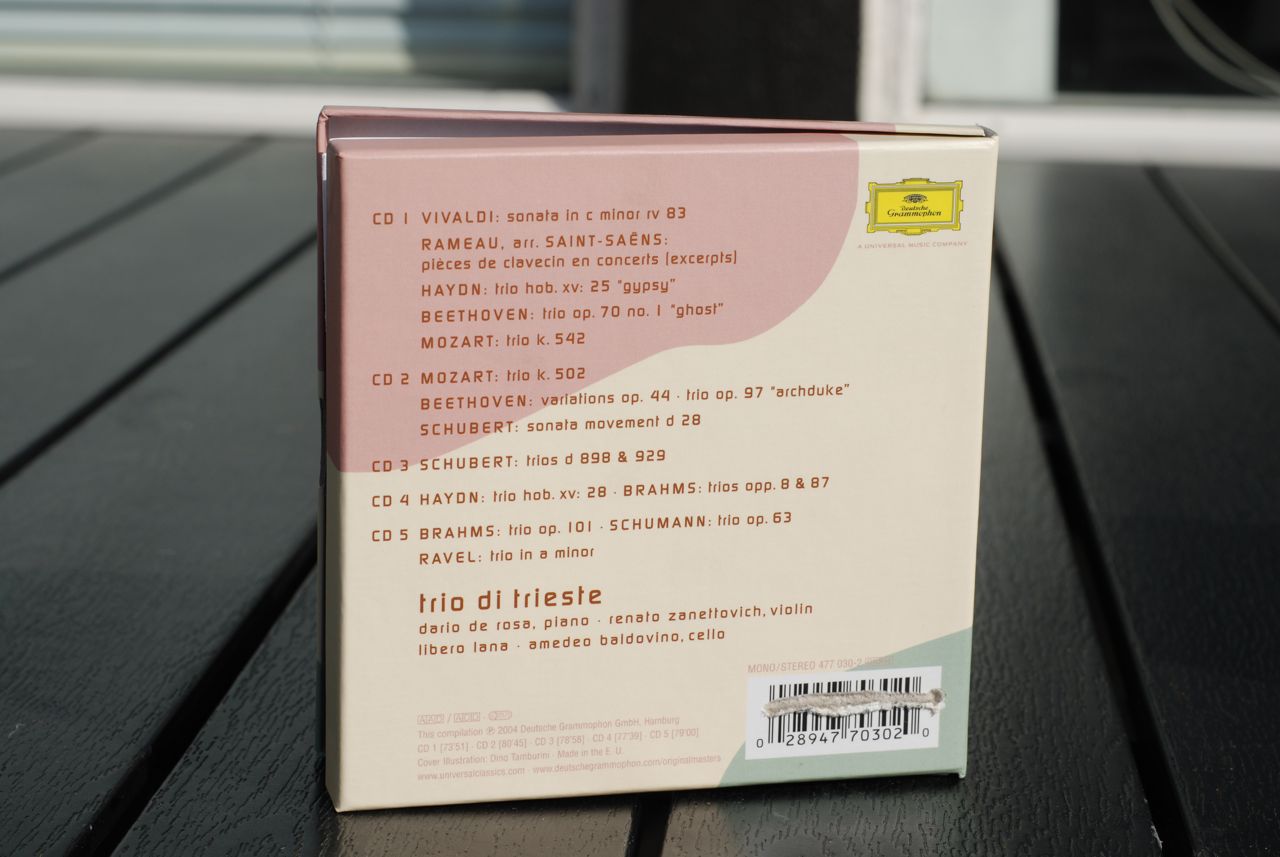 Deutsche
Grammophon
A UNIVERSAL MUSIC COMPANY
CD 1 VIVALDI: sonata in c minor rv 83
RAMEAU, arr. SAINT-SAËNS:
pièces de clavecin en concerts (excerpts)
HAYDN: trio hob. xv: 25 "gypsy"
BEETHOVEN: trio op. 70 no. 1 "ghost"
MOZART: trio k. 542
CD 2 MOZART: trio k. 502
BEETHOVEN: variations op. 44 · trio op. 97 "archduke"
SCHUBERT: sonata movement d 28
CD 3 SCHUBERT: trios d 898 & 929
CD 4 HAYDN: trio hob. xv: 28 · BRAHMS: trios opp. 8 & 87
CD 5 BRAHMS: trio op. 101 · SCHUMANN: trio op. 63
RAVEL: trio in a minor
trio di trieste
dario de rosa, piano · renato zanettovich, violin
libero lana · amedeo baldovino, cello
MONO/STEREO 477 030-2
0 28947 70302 0
AAD / ADD ·
This compilation ℗ 2004 Deutsche Grammophon GmbH, Hamburg
CD 1 [73'51] · CD 2 [80'45] · CD 3 [78'58] · CD 4 [77'39] · CD 5 [79'00]
Cover Illustration: Dino Tamburini · Made in the E. U.
www.universalclassics.com · www.deutschegrammophon.com/originalmasters